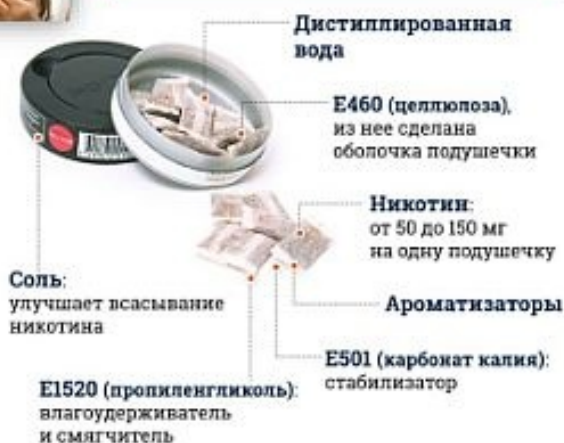 Дистиллированная
вода
E460 (целлюлоза),
из нее сделана
оболочка подушечки
Никотин:
от 50 до 150 мг
на одну подушечку
Соль:
улучшает всасывание
никотина
Ароматизаторы
E501 (карбонат калия):
стабилизатор
E1520 (пропиленгликоль):
влагоудерживатель
и смягчитель